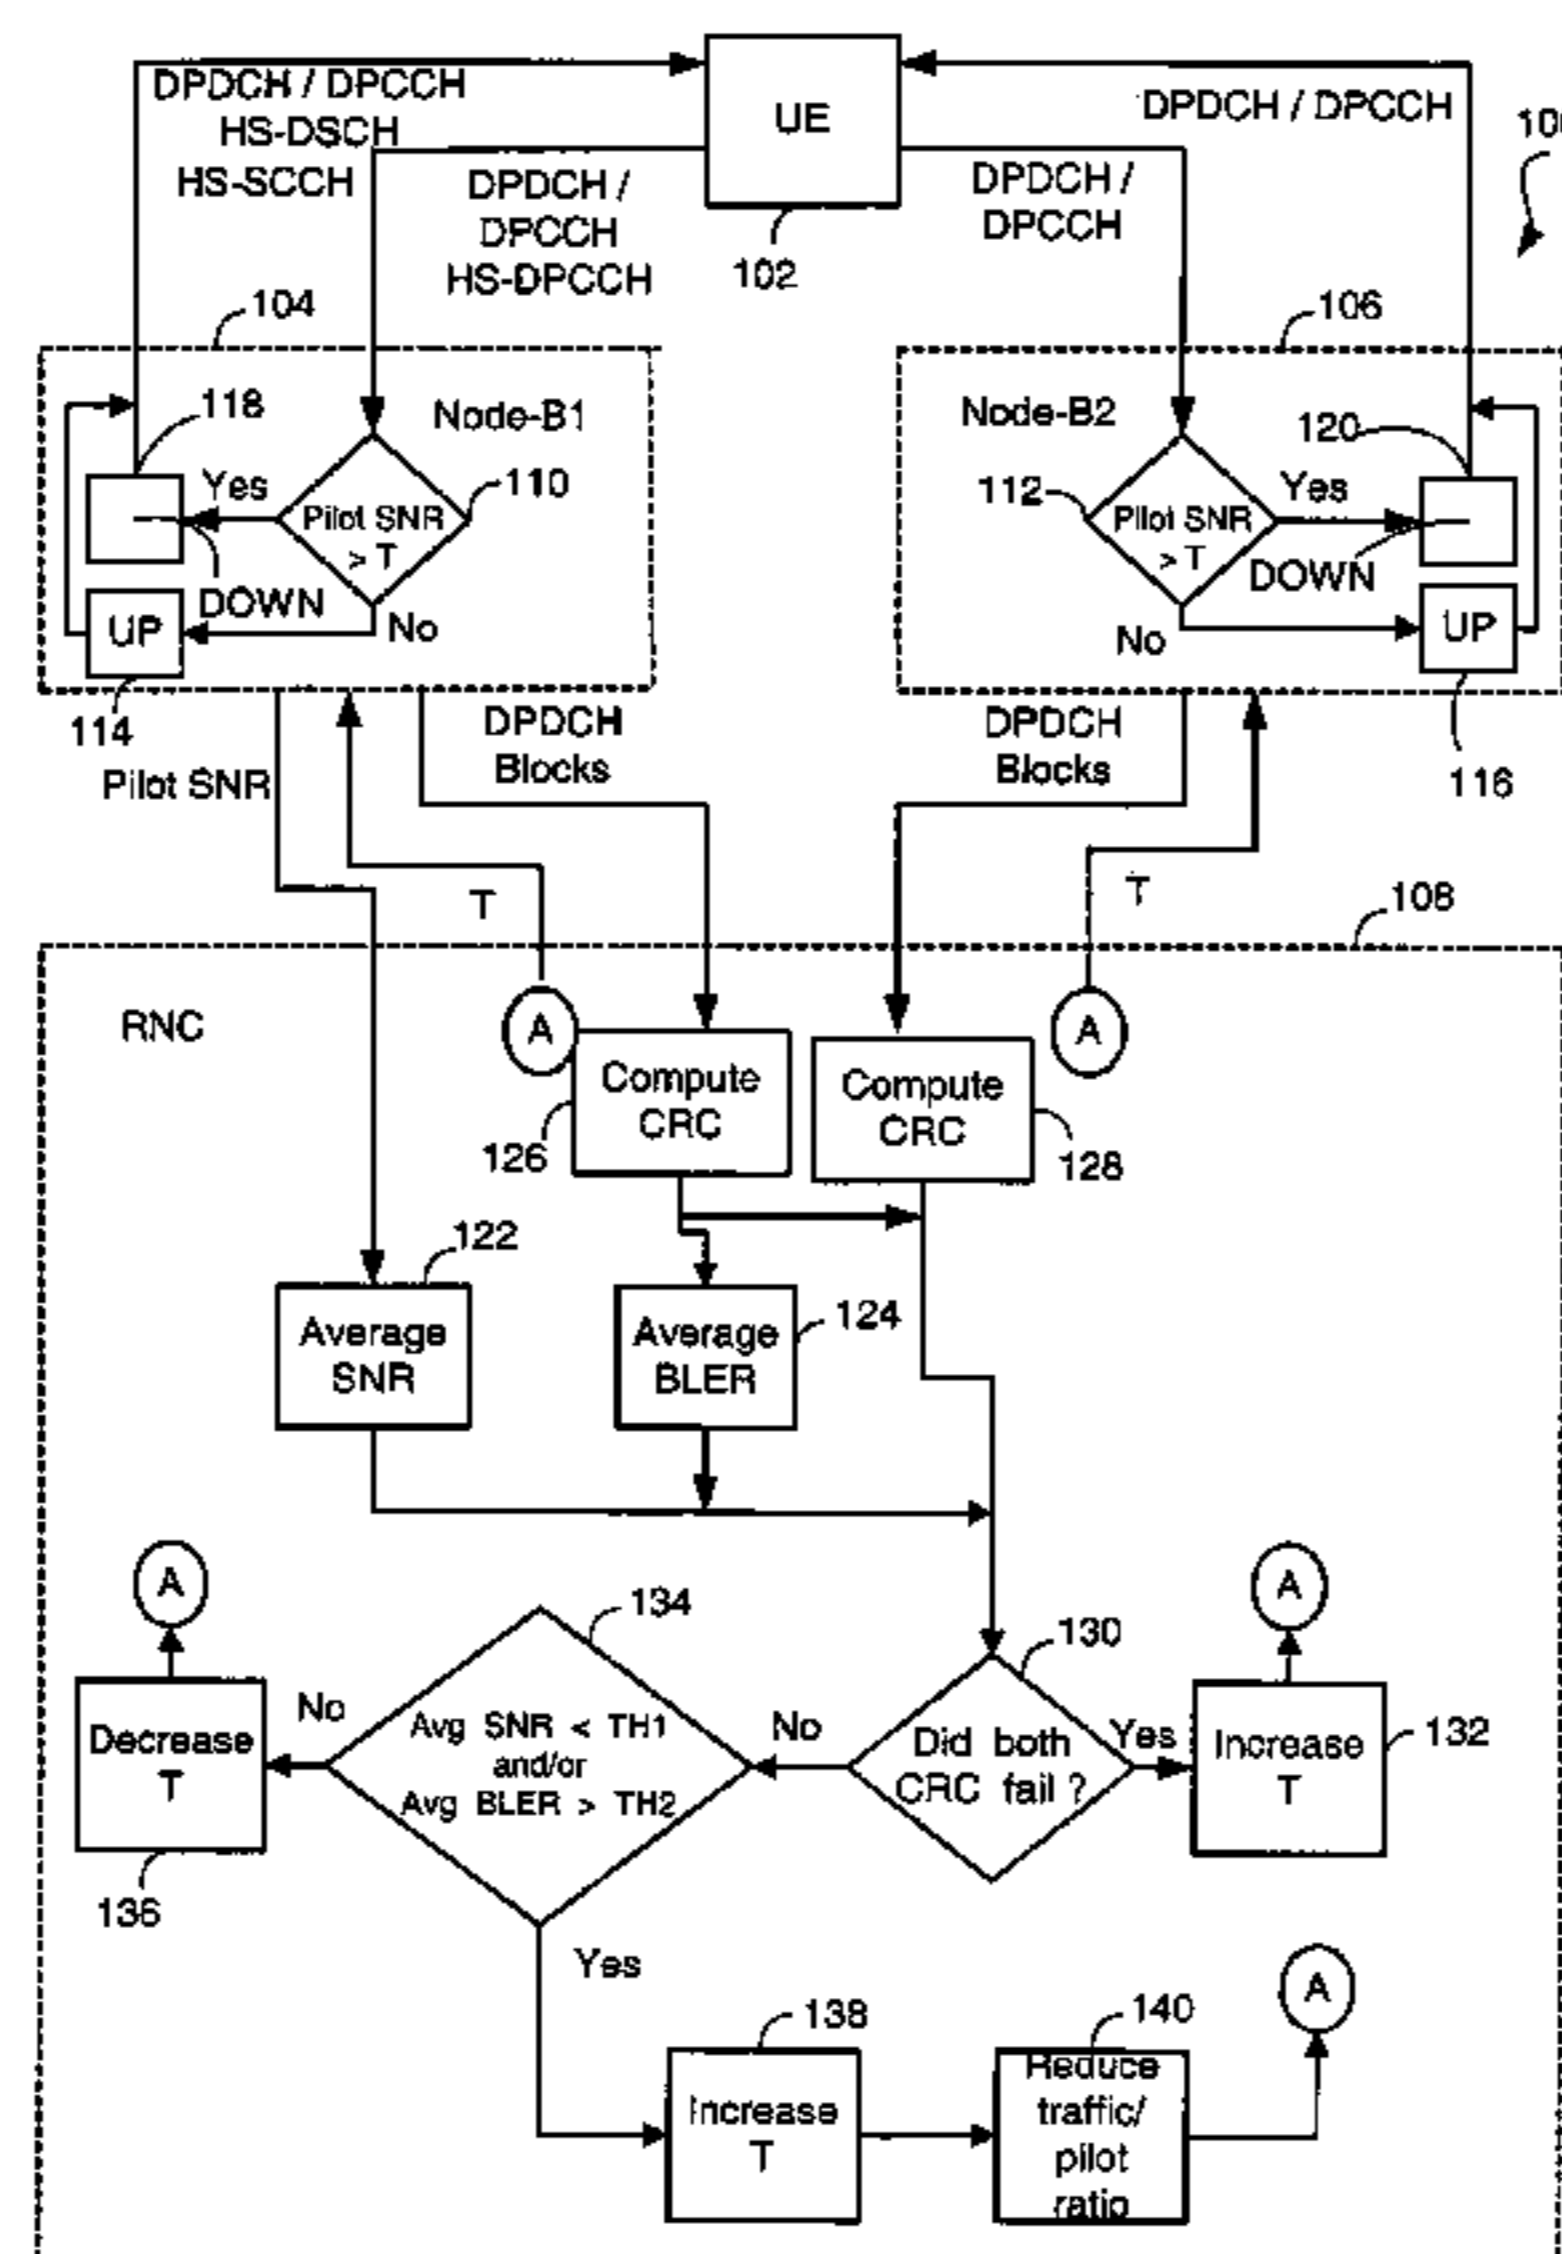 DPDCH / DPCCH
HS-DSCH
HS-SCCH
UE
DPDCH / DPCCH
DPDCH /
DPCCH
HS-DPCCH
102
DPDCH /
DPCCH
104
106
118
Node-B1
Yes
110
Pilot SNR
> T
DOWN
UP
No
114
Node-B2
120
112
Pilot SNR
> T
Yes
DOWN
No
UP
116
Pilot SNR
DPDCH
Blocks
DPDCH
Blocks
T
T
108
RNC
A
Compute
CRC
126
Compute
CRC
128
A
122
Average
SNR
Average
BLER
124
A
134
130
A
Decrease
T
136
No
Avg SNR < TH1
and/or
Avg BLER > TH2
No
Did both
CRC fail ?
Yes
Increase
T
132
Yes
138
Increase
T
140
Reduce
traffic/
pilot
ratio
A